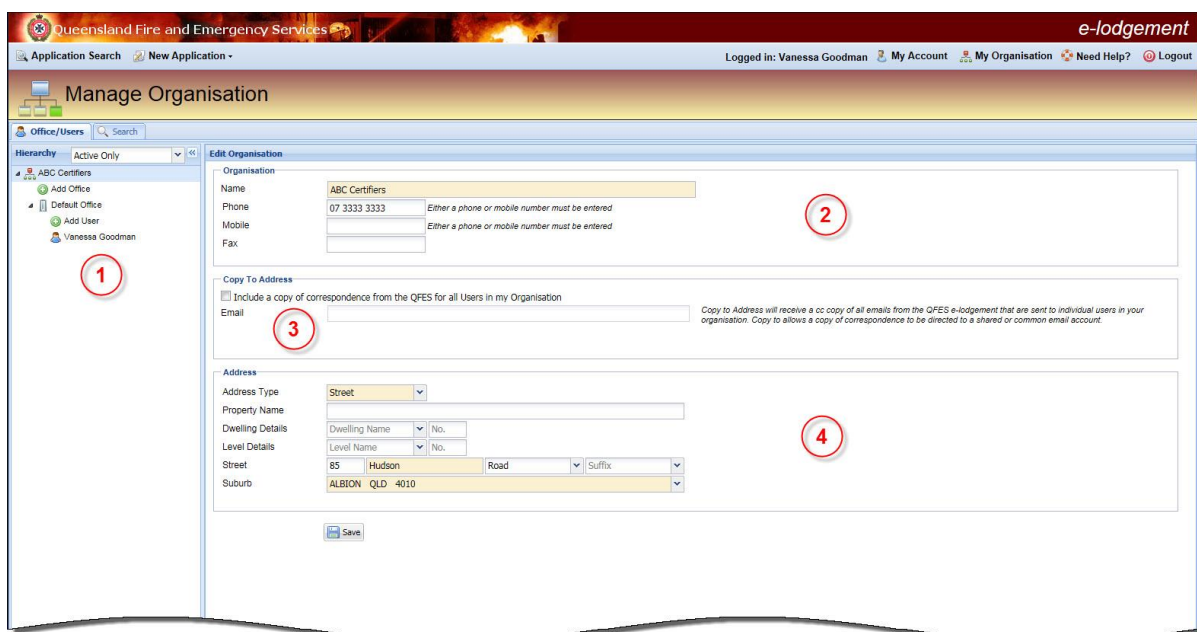 Queensland Fire and Emergency Services e-lodgement
Application Search New Application Logged in: Vanessa Goodman My Account My Organisation Need Help? Logout
Manage Organisation
Office/Users Search
Hierarchy Active Only Edit Organisation
ABC Certifiers
Add Office
Default Office
Add User
Vanessa Goodman
1
Organisation
Name ABC Certifiers
Phone 07 3333 3333 Either a phone or mobile number must be entered
Mobile Either a phone or mobile number must be entered
Fax
2
Copy To Address
Include a copy of correspondence from the QFES for all Users in my Organisation
Email
3
Copy to Address will receive a cc copy of all emails from the QFES e-lodgement that are sent to individual users in your
organisation. Copy to allows a copy of correspondence to be directed to a shared or common email account.
Address
Address Type Street
Property Name
Dwelling Details Dwelling Name No.
Level Details Level Name No.
Street 85 Hudson Road Suffix
Suburb ALBION QLD 4010
4
Save